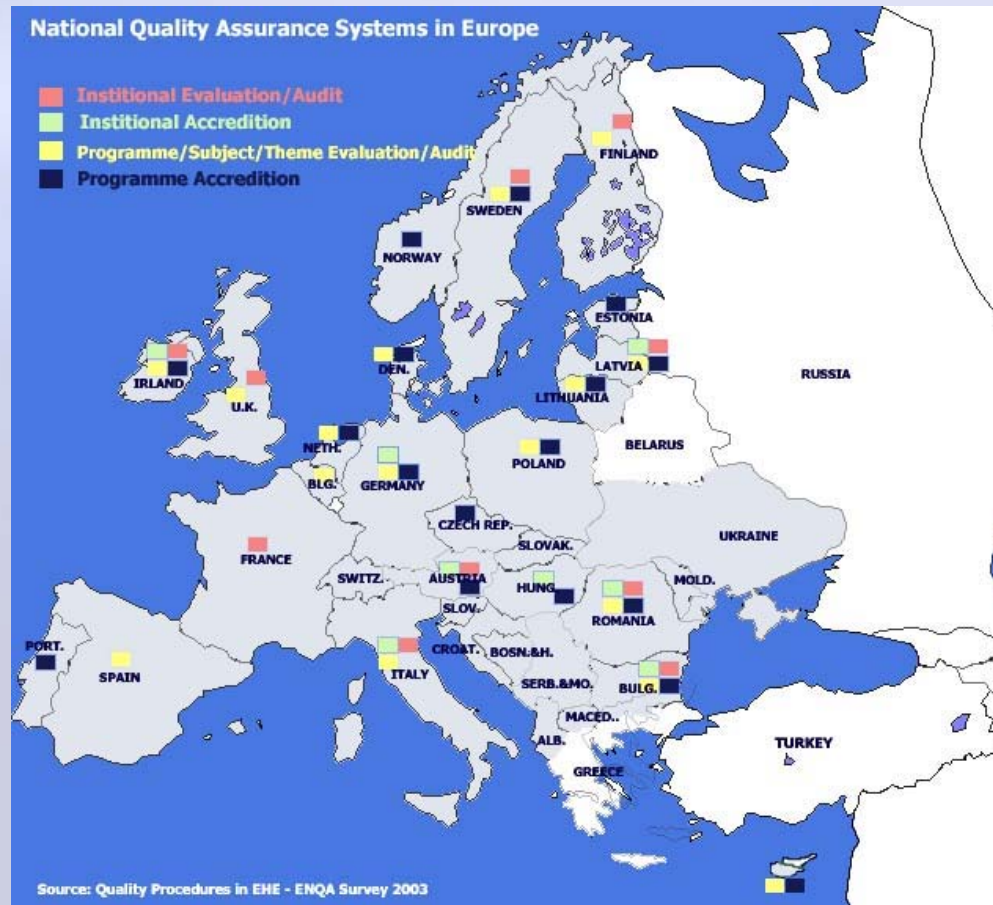 National Quality Assurance Systems in Europe
Institional Evaluation/Audit
Institional Accredition
Programme/Subject/Theme Evaluation/Audit
Programme Accredition
FINLAND
SWEDEN
NORWAY
ESTONIA
LATVIA
LITHUANIA
RUSSIA
DEN.
IRLAND
U.K.
BELARUS
NETH.
BLG.
GERMANY
POLAND
CZECH REP.
SLOVAK.
UKRAINE
FRANCE
SWITZ.
AUSTRIA
HUNG.
MOLD.
SLOV.
ROMANIA
PORT.
SPAIN
ITALY
CROAT.
BOSN.&H.
SERB.&MO.
BULG.
MACED..
ALB.
TURKEY
GREECE
Source: Quality Procedures in EHE - ENQA Survey 2003